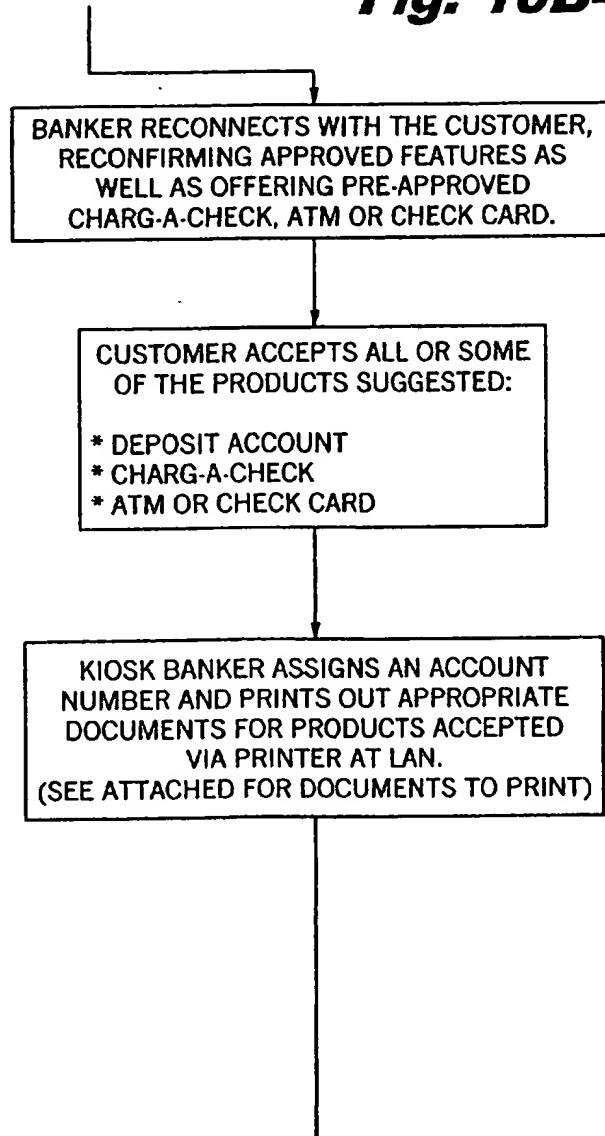 Fig. 10B-
BANKER RECONNECTS WITH THE CUSTOMER,
RECONFIRMING APPROVED FEATURES AS
WELL AS OFFERING PRE-APPROVED
CHARG-A-CHECK, ATM OR CHECK CARD.
CUSTOMER ACCEPTS ALL OR SOME
OF THE PRODUCTS SUGGESTED:
* DEPOSIT ACCOUNT
* CHARG-A-CHECK
* ATM OR CHECK CARD
KIOSK BANKER ASSIGNS AN ACCOUNT
NUMBER AND PRINTS OUT APPROPRIATE
DOCUMENTS FOR PRODUCTS ACCEPTED
VIA PRINTER AT LAN.
(SEE ATTACHED FOR DOCUMENTS TO PRINT)